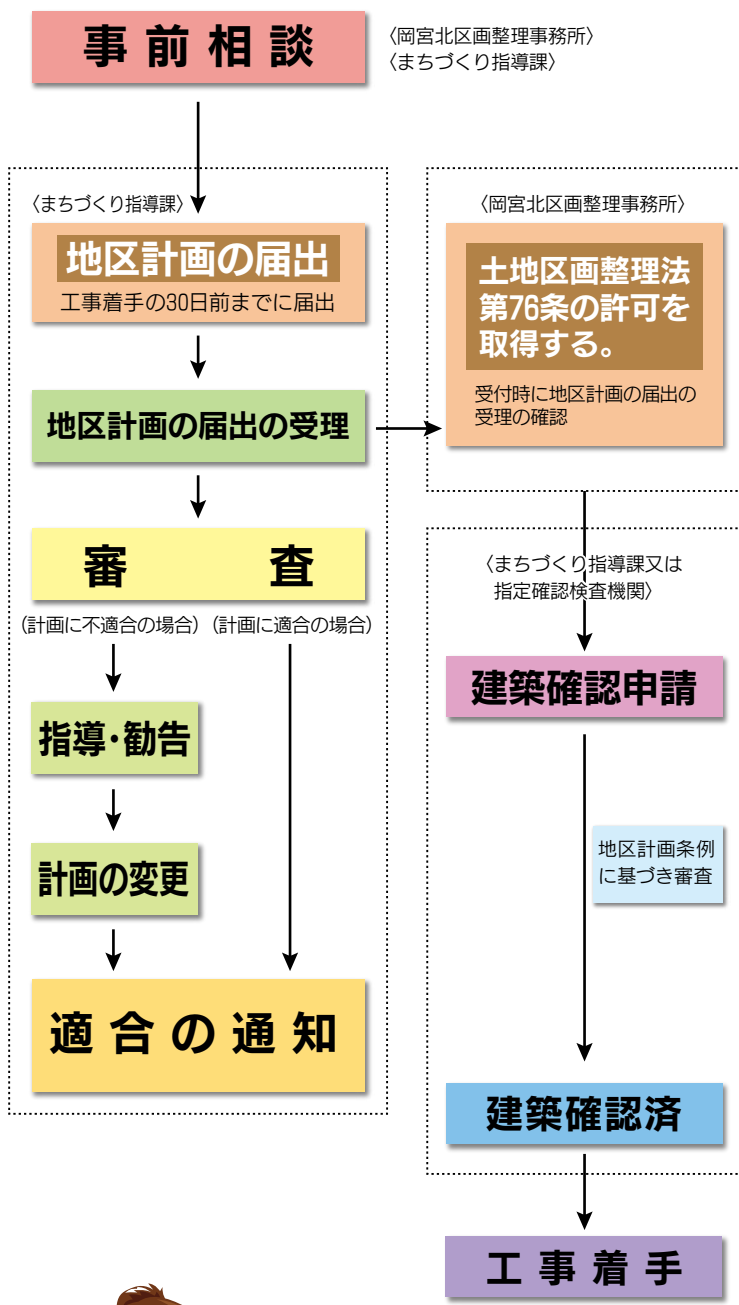 事前相談
〈岡宮北区画整理事務所〉
〈まちづくり指導課〉
〈まちづくり指導課〉
地区計画の届出
工事着手の30日前までに届出
地区計画の届出の受理
審査
(計画に不適合の場合)
(計画に適合の場合)
指導・勧告
計画の変更
適合の通知
〈岡宮北区画整理事務所〉
土地区画整理法
第76条の許可を
取得する。
受付時に地区計画の届出の
受理の確認
〈まちづくり指導課又は
指定確認検査機関〉
建築確認申請
地区計画条例
に基づき審査
建築確認済
工事着手